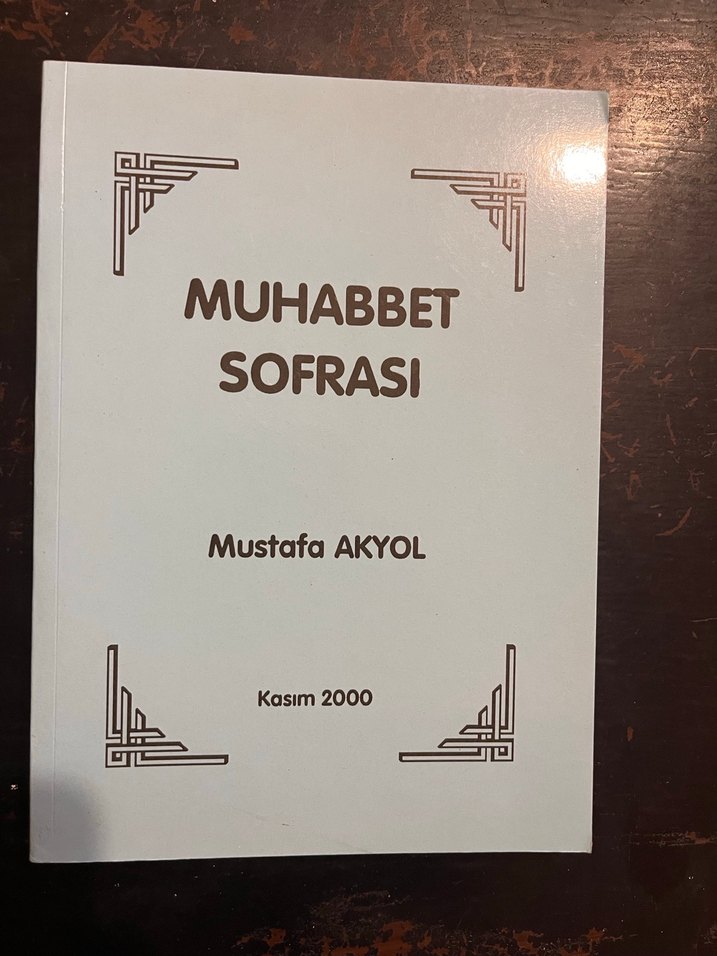 MUHABBET
SOFRASI
Mustafa AKYOL
Kasım 2000